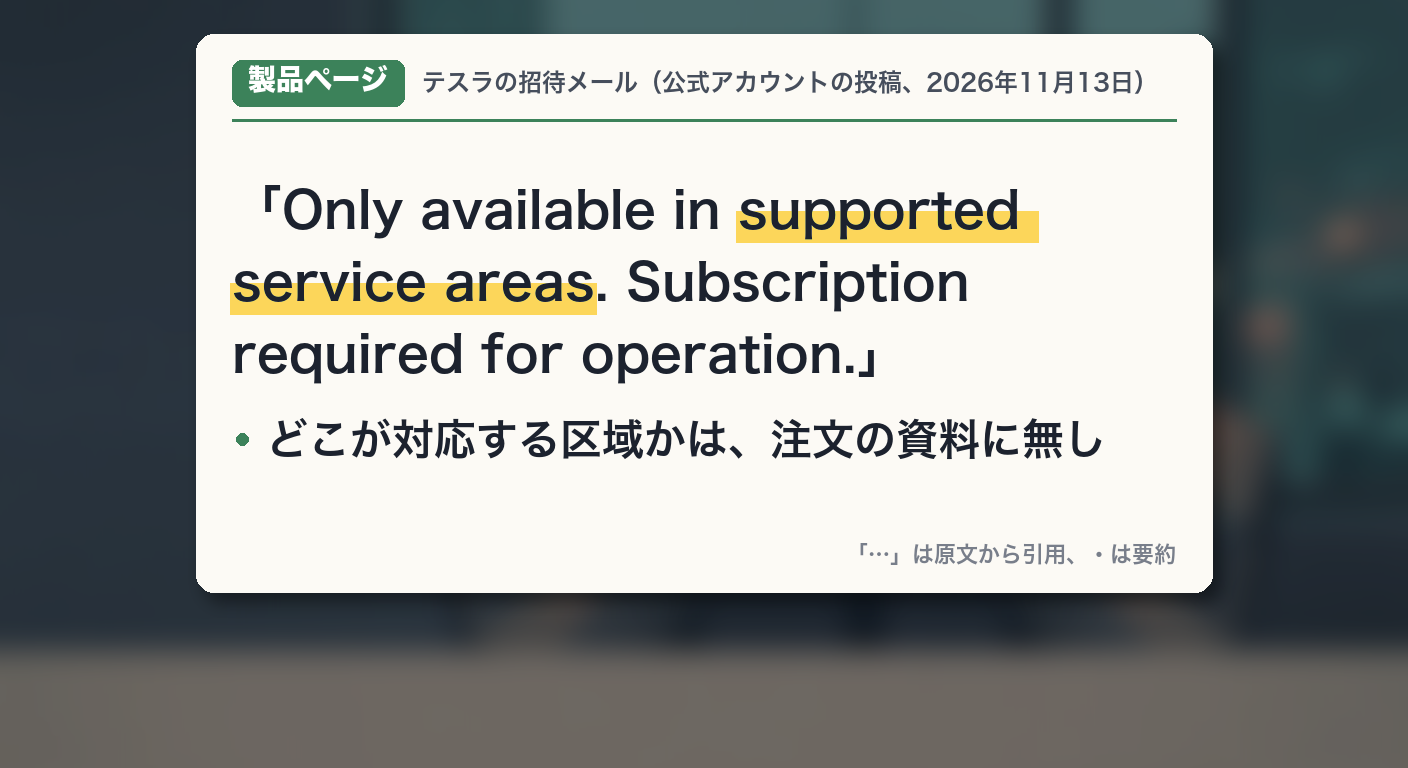 製品ページ
テスラの招待メール（公式アカウントの投稿、2026年11月13日）
「Only available in supported
service areas. Subscription
required for operation.」
• どこが対応する区域かは、注文の資料に無し
「…」は原文から引用、・は要約